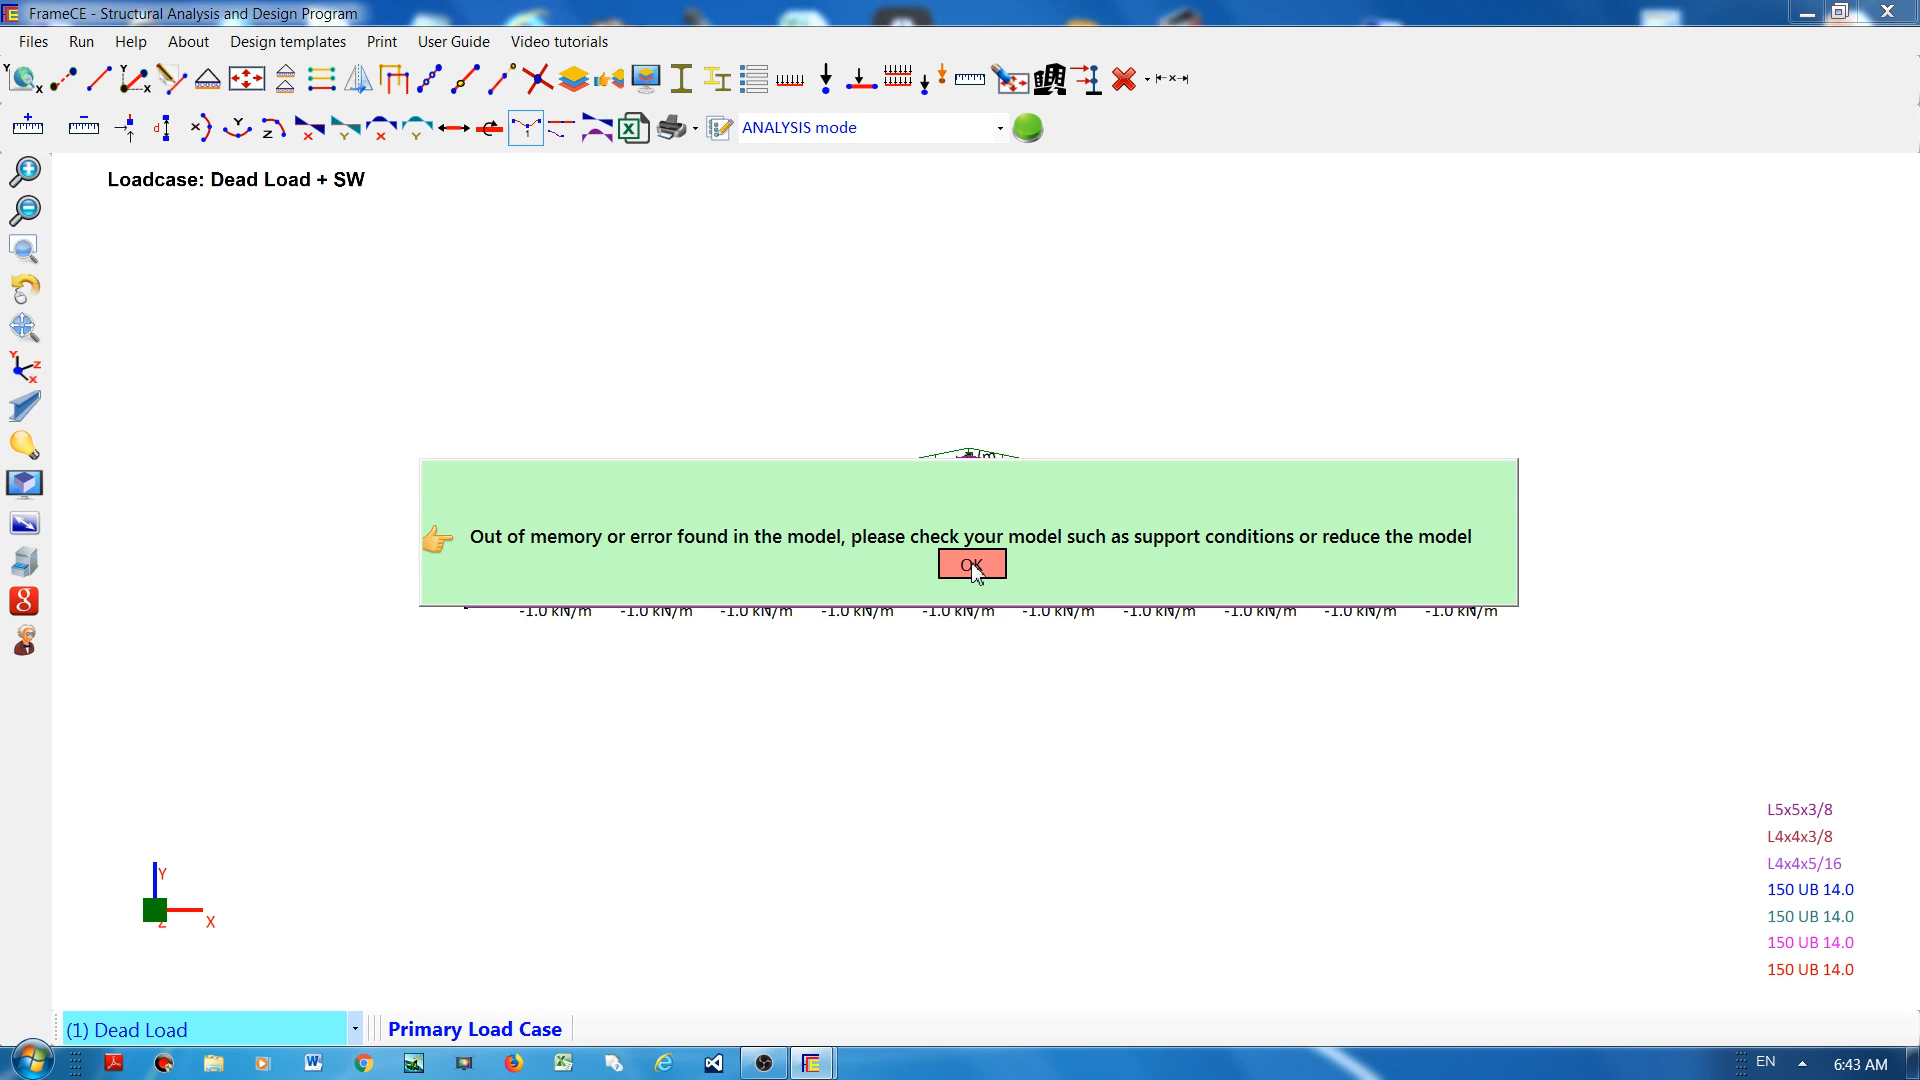 FrameCE - Structural Analysis and Design Program
Files Run Help About Design templates Print User Guide Video tutorials
ANALYSIS mode
Loadcase: Dead Load + SW
Out of memory or error found in the model, please check your model such as support conditions or reduce the model
OK
-1.0 kN/m -1.0 kN/m -1.0 kN/m -1.0 kN/m -1.0 kN/m -1.0 kN/m -1.0 kN/m -1.0 kN/m -1.0 kN/m -1.0 kN/m
L5x5x3/8
L4x4x3/8
L4x4x5/16
150 UB 14.0
150 UB 14.0
150 UB 14.0
150 UB 14.0
Y
Z
X
(1) Dead Load
Primary Load Case
EN
6:43 AM